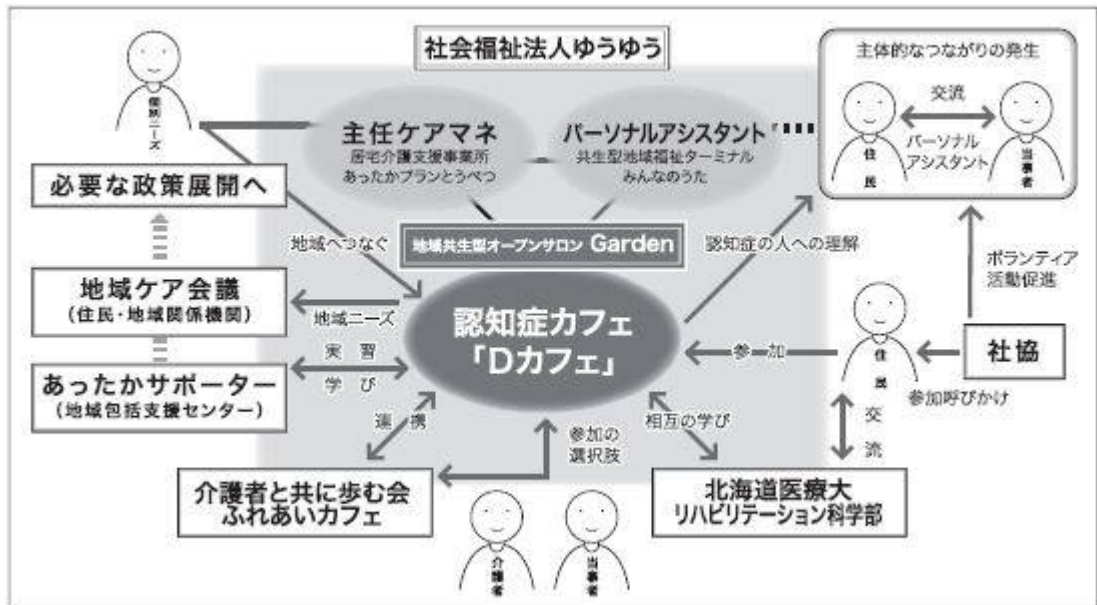 社会福祉法人ゆうゆう
主体的なつながりの発生
交流
パーソナル
アシスタント
住民
当事者
個別ニーズ
主任ケアマネ
居宅介護支援事業所
あったかプランとうべつ
パーソナルアシスタント
共生型地域福祉ターミナル
みんなのうた
必要な政策展開へ
地域へつなぐ
地域共生型オープンサロン Garden
認知症の人への理解
ボランティア
活動促進
地域ケア会議
(住民・地域関係機関)
地域ニーズ
認知症カフェ
「Dカフェ」
参加
住民
社協
参加呼びかけ
実習
学び
あったかサポーター
(地域包括支援センター)
連携
参加の
選択肢
相互の学び
交流
介護者と共に歩む会
ふれあいカフェ
北海道医療大
リハビリテーション科学部
介護者
当事者